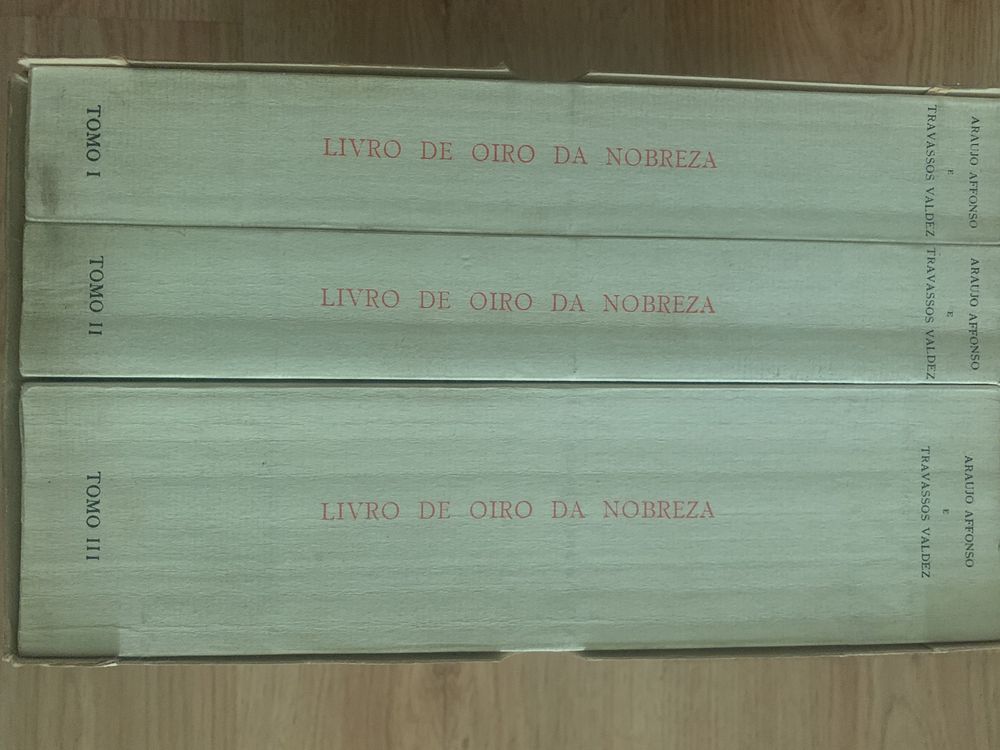 ARAUJO AFFONSO
E
TRAVASSOS VALDEZ
LIVRO DE OIRO DA NOBREZA
TOMO I
ARAUJO AFFONSO
E
TRAVASSOS VALDEZ
LIVRO DE OIRO DA NOBREZA
TOMO II
ARAUJO AFFONSO
E
TRAVASSOS VALDEZ
LIVRO DE OIRO DA NOBREZA
TOMO III